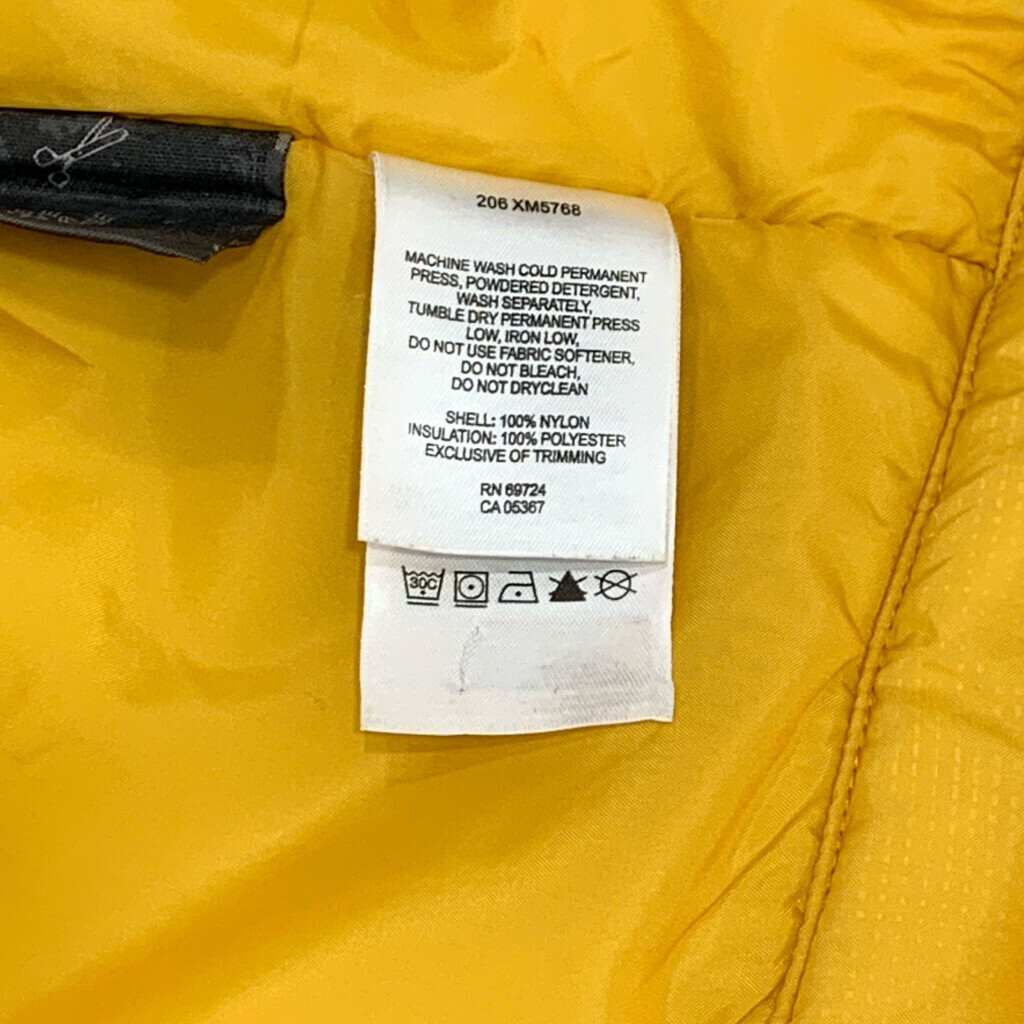 206 XM5768
MACHINE WASH COLD PERMANENT
PRESS, POWDERED DETERGENT,
WASH SEPARATELY,
TUMBLE DRY PERMANENT PRESS
LOW, IRON LOW,
DO NOT USE FABRIC SOFTENER,
DO NOT BLEACH,
DO NOT DRYCLEAN
SHELL: 100% NYLON
INSULATION: 100% POLYESTER
EXCLUSIVE OF TRIMMING
RN 69724
CA 05367
30C